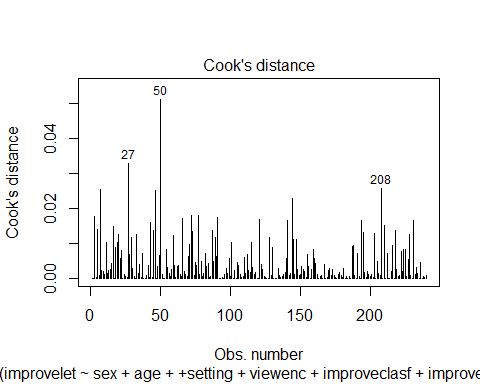 Cook's distance
50
27
208
Cook's distance
0.00 0.02 0.04
0 50 100 150 200
Obs. number
(improvelet ~ sex + age + +setting + viewenc + improveclasf + improve